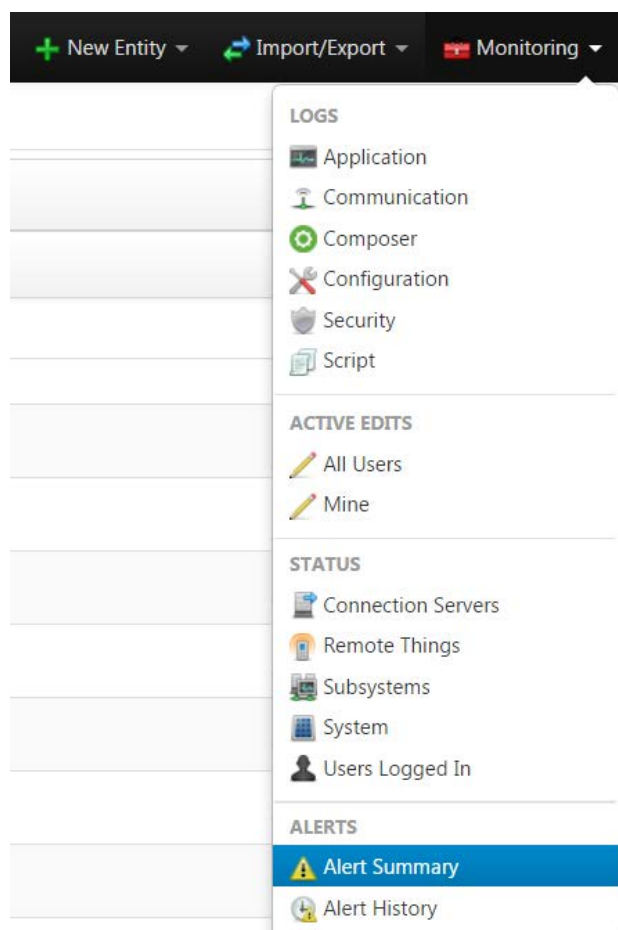 New Entity Import/Export Monitoring
LOGS
Application
Communication
Composer
Configuration
Security
Script
ACTIVE EDITS
All Users
Mine
STATUS
Connection Servers
Remote Things
Subsystems
System
Users Logged In
ALERTS
Alert Summary
Alert History